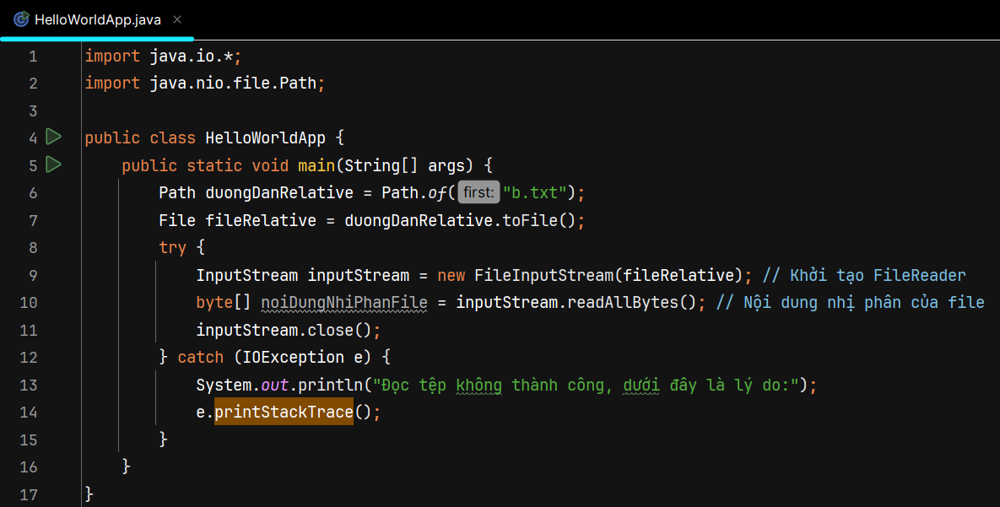 HelloWorldApp.java ×
1 import java.io.*;
2 import java.nio.file.Path;
3
4 public class HelloWorldApp {
5 public static void main(String[] args) {
6 Path duongDanRelative = Path.of( first: "b.txt");
7 File fileRelative = duongDanRelative.toFile();
8 try {
9 InputStream inputStream = new FileInputStream(fileRelative); // Khởi tạo FileReader
10 byte[] noiDungNhiPhanFile = inputStream.readAllBytes(); // Nội dung nhị phân của file
11 inputStream.close();
12 } catch (IOException e) {
13 System.out.println("Đọc tệp không thành công, dưới đây là lý do:");
14 e.printStackTrace();
15 }
16 }
17 }